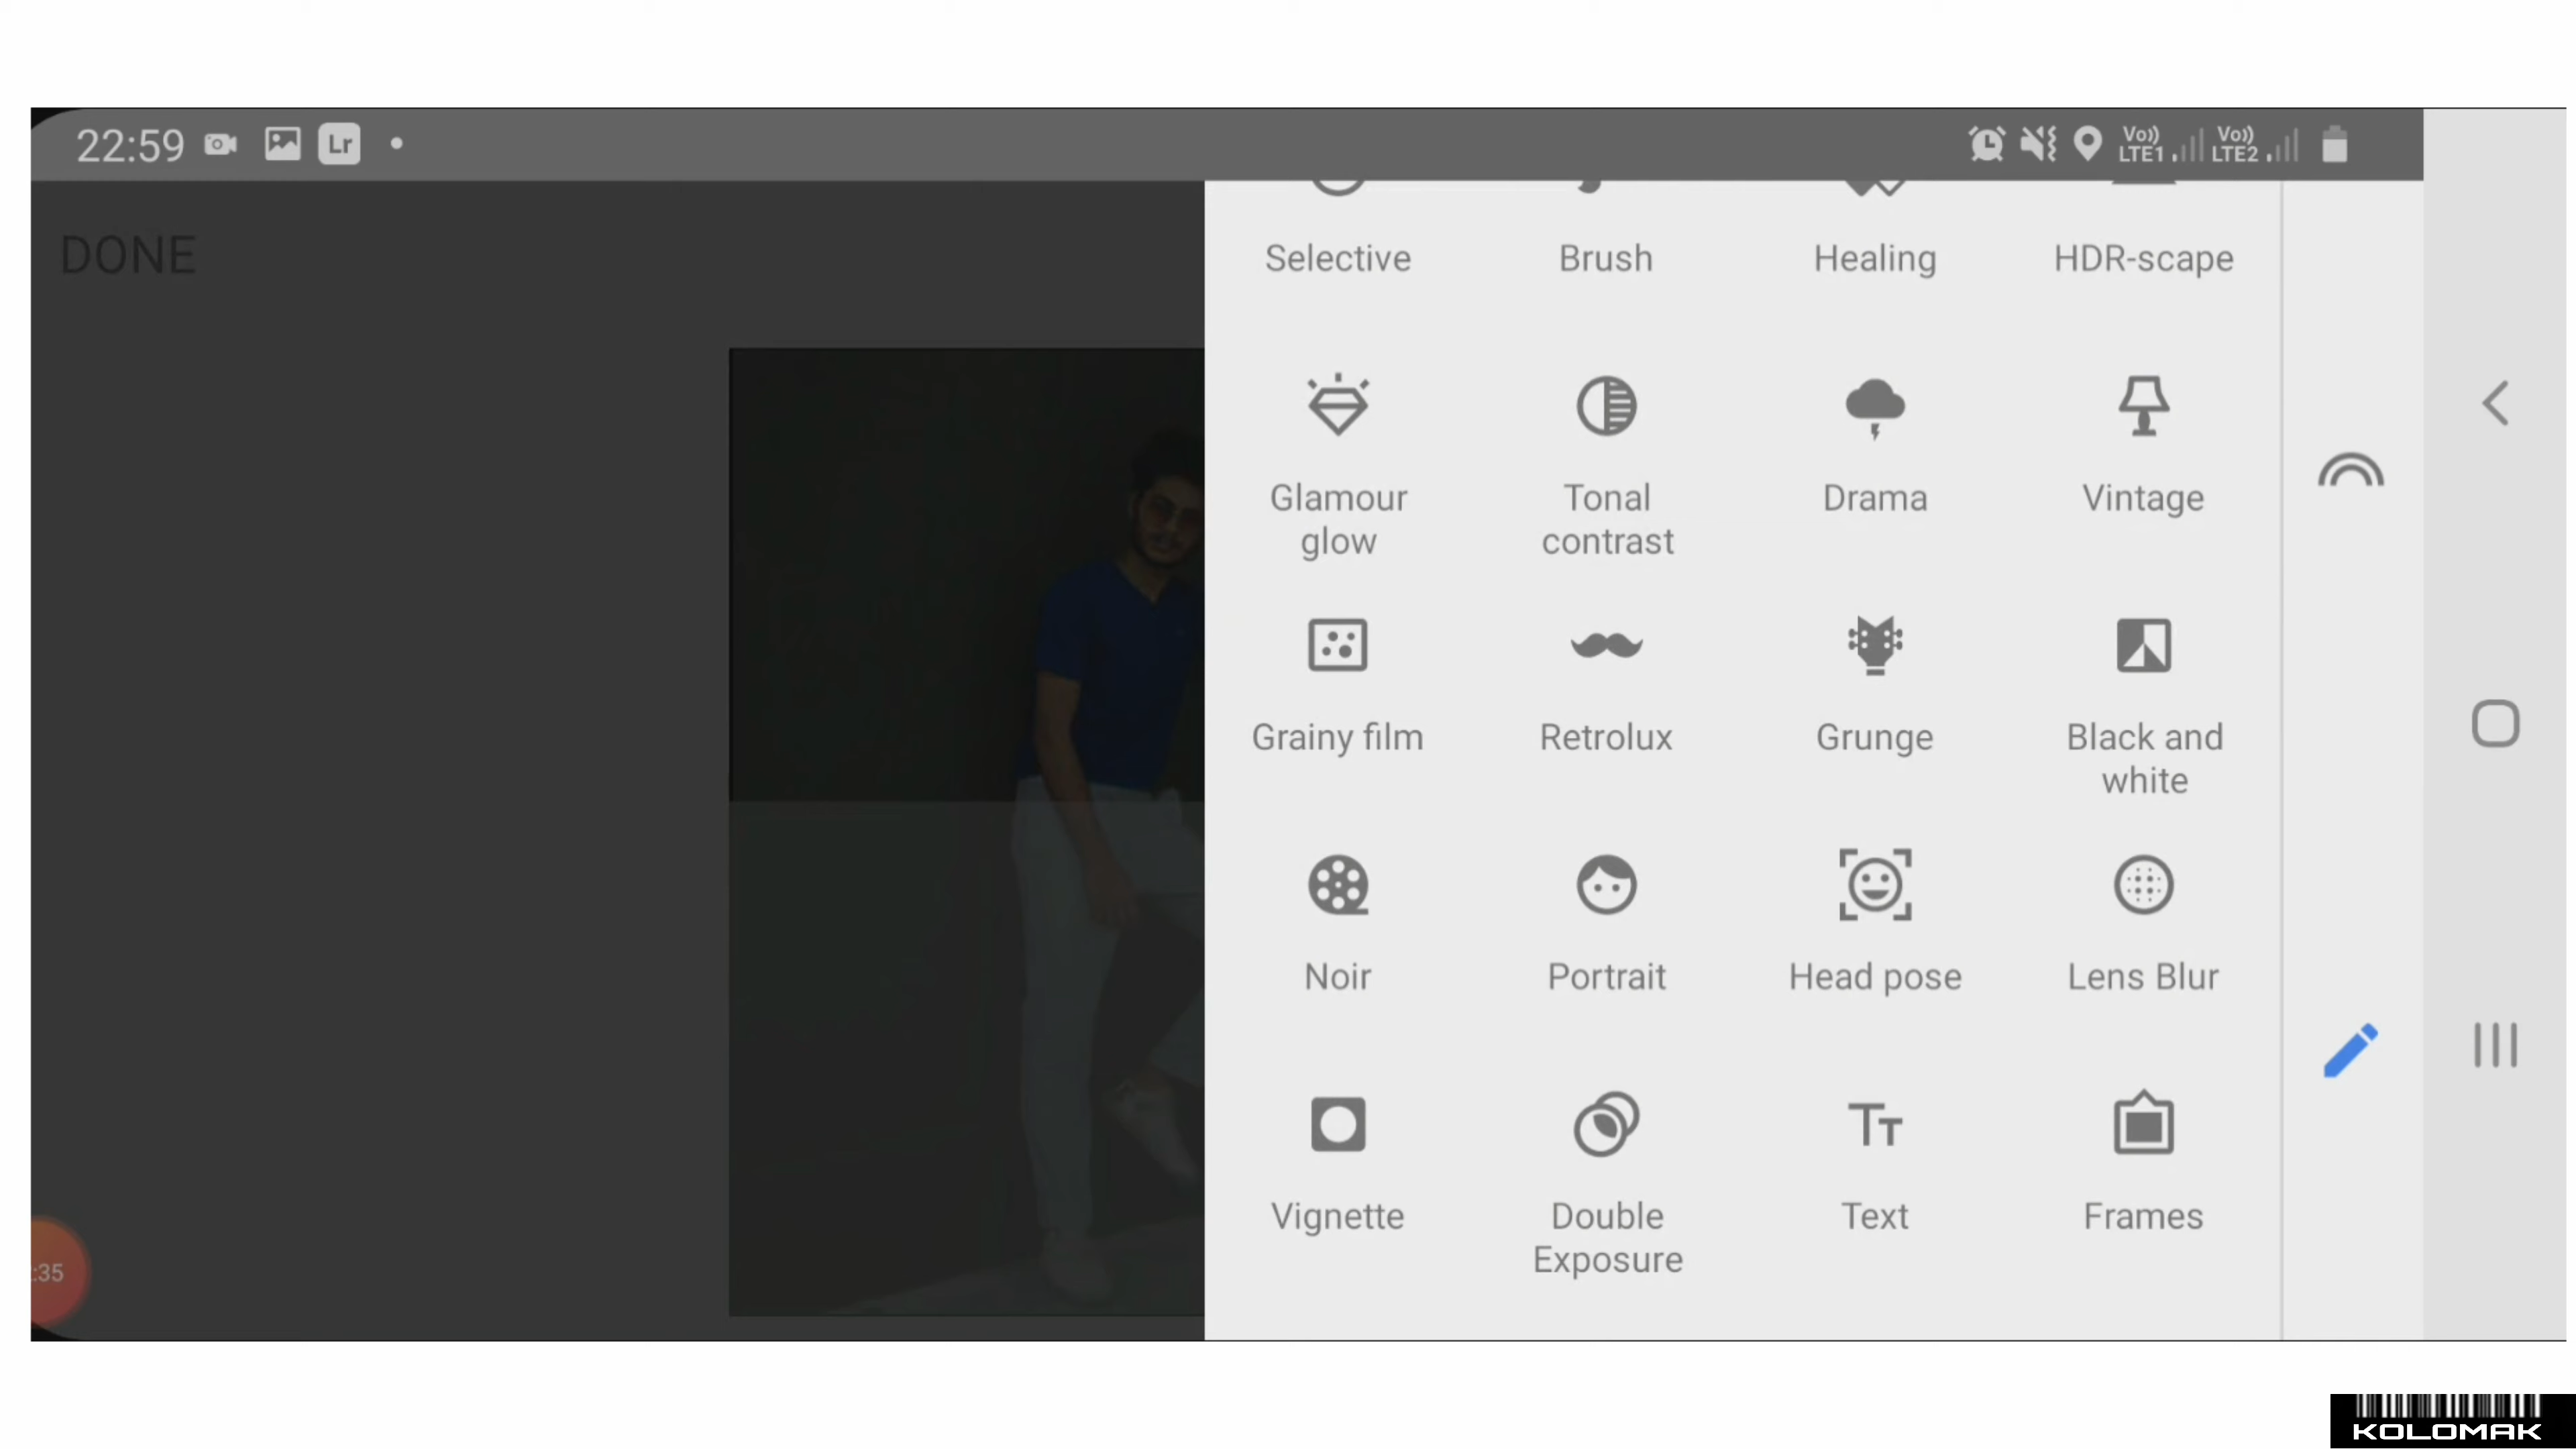 22:59 Lr
Vo)) LTE1 Vo)) LTE2
DONE
Selective Brush Healing HDR-scape
Glamour glow
Tonal contrast
Drama
Vintage
Grainy film
Retrolux
Grunge
Black and white
Noir Portrait Head pose Lens Blur
Vignette
Double Exposure
Text
Frames
:35
KOLOMAK